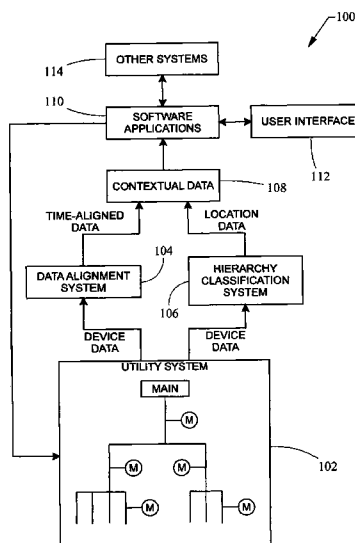 100
OTHER SYSTEMS
114
110
SOFTWARE
APPLICATIONS
USER INTERFACE
112
CONTEXTUAL DATA
108
TIME-ALIGNED
DATA
LOCATION
DATA
104
DATA ALIGNMENT
SYSTEM
106
HIERARCHY
CLASSIFICATION
SYSTEM
DEVICE
DATA
DEVICE
DATA
UTILITY SYSTEM
MAIN
M
M
M
102
M
M